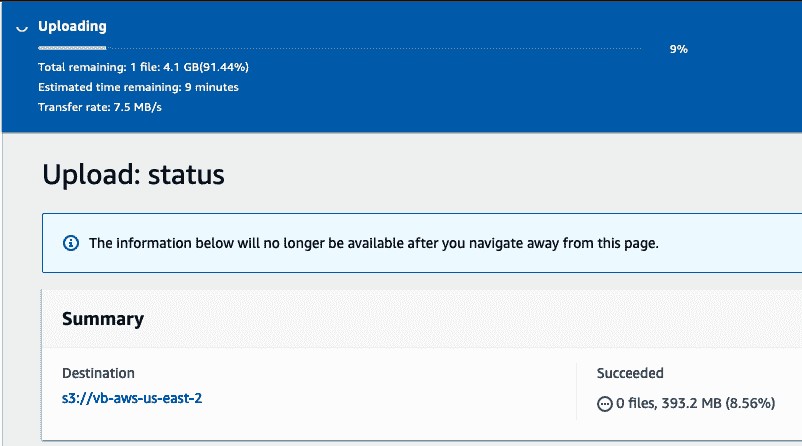 Uploading
9%
Total remaining: 1 file: 4.1 GB(91.44%)
Estimated time remaining: 9 minutes
Transfer rate: 7.5 MB/s
Upload: status
The information below will no longer be available after you navigate away from this page.
Summary
Destination
s3://vb-aws-us-east-2
Succeeded
0 files, 393.2 MB (8.56%)